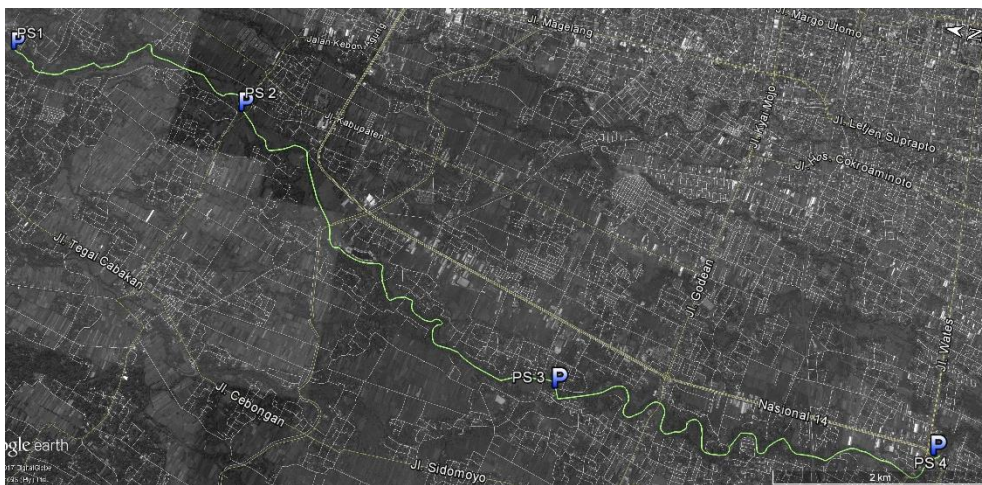 PS1
Jl. Magelang
Jl. Margo Utomo
N
Jalan Kebon
Agung
PS 2
P
Jl. Kabupaten
Jl. Kyai Mojo
Jl. Letjen Suprapto
Jl. Hos. Cokroaminoto
Jl. Tegal Cabakan
Jl. Godean
Jl. Wates
PS 3
P
Jl. Cebongan
Nasional 14
P
PS 4
ogle earth
Jl. Sidomoyo
2 km